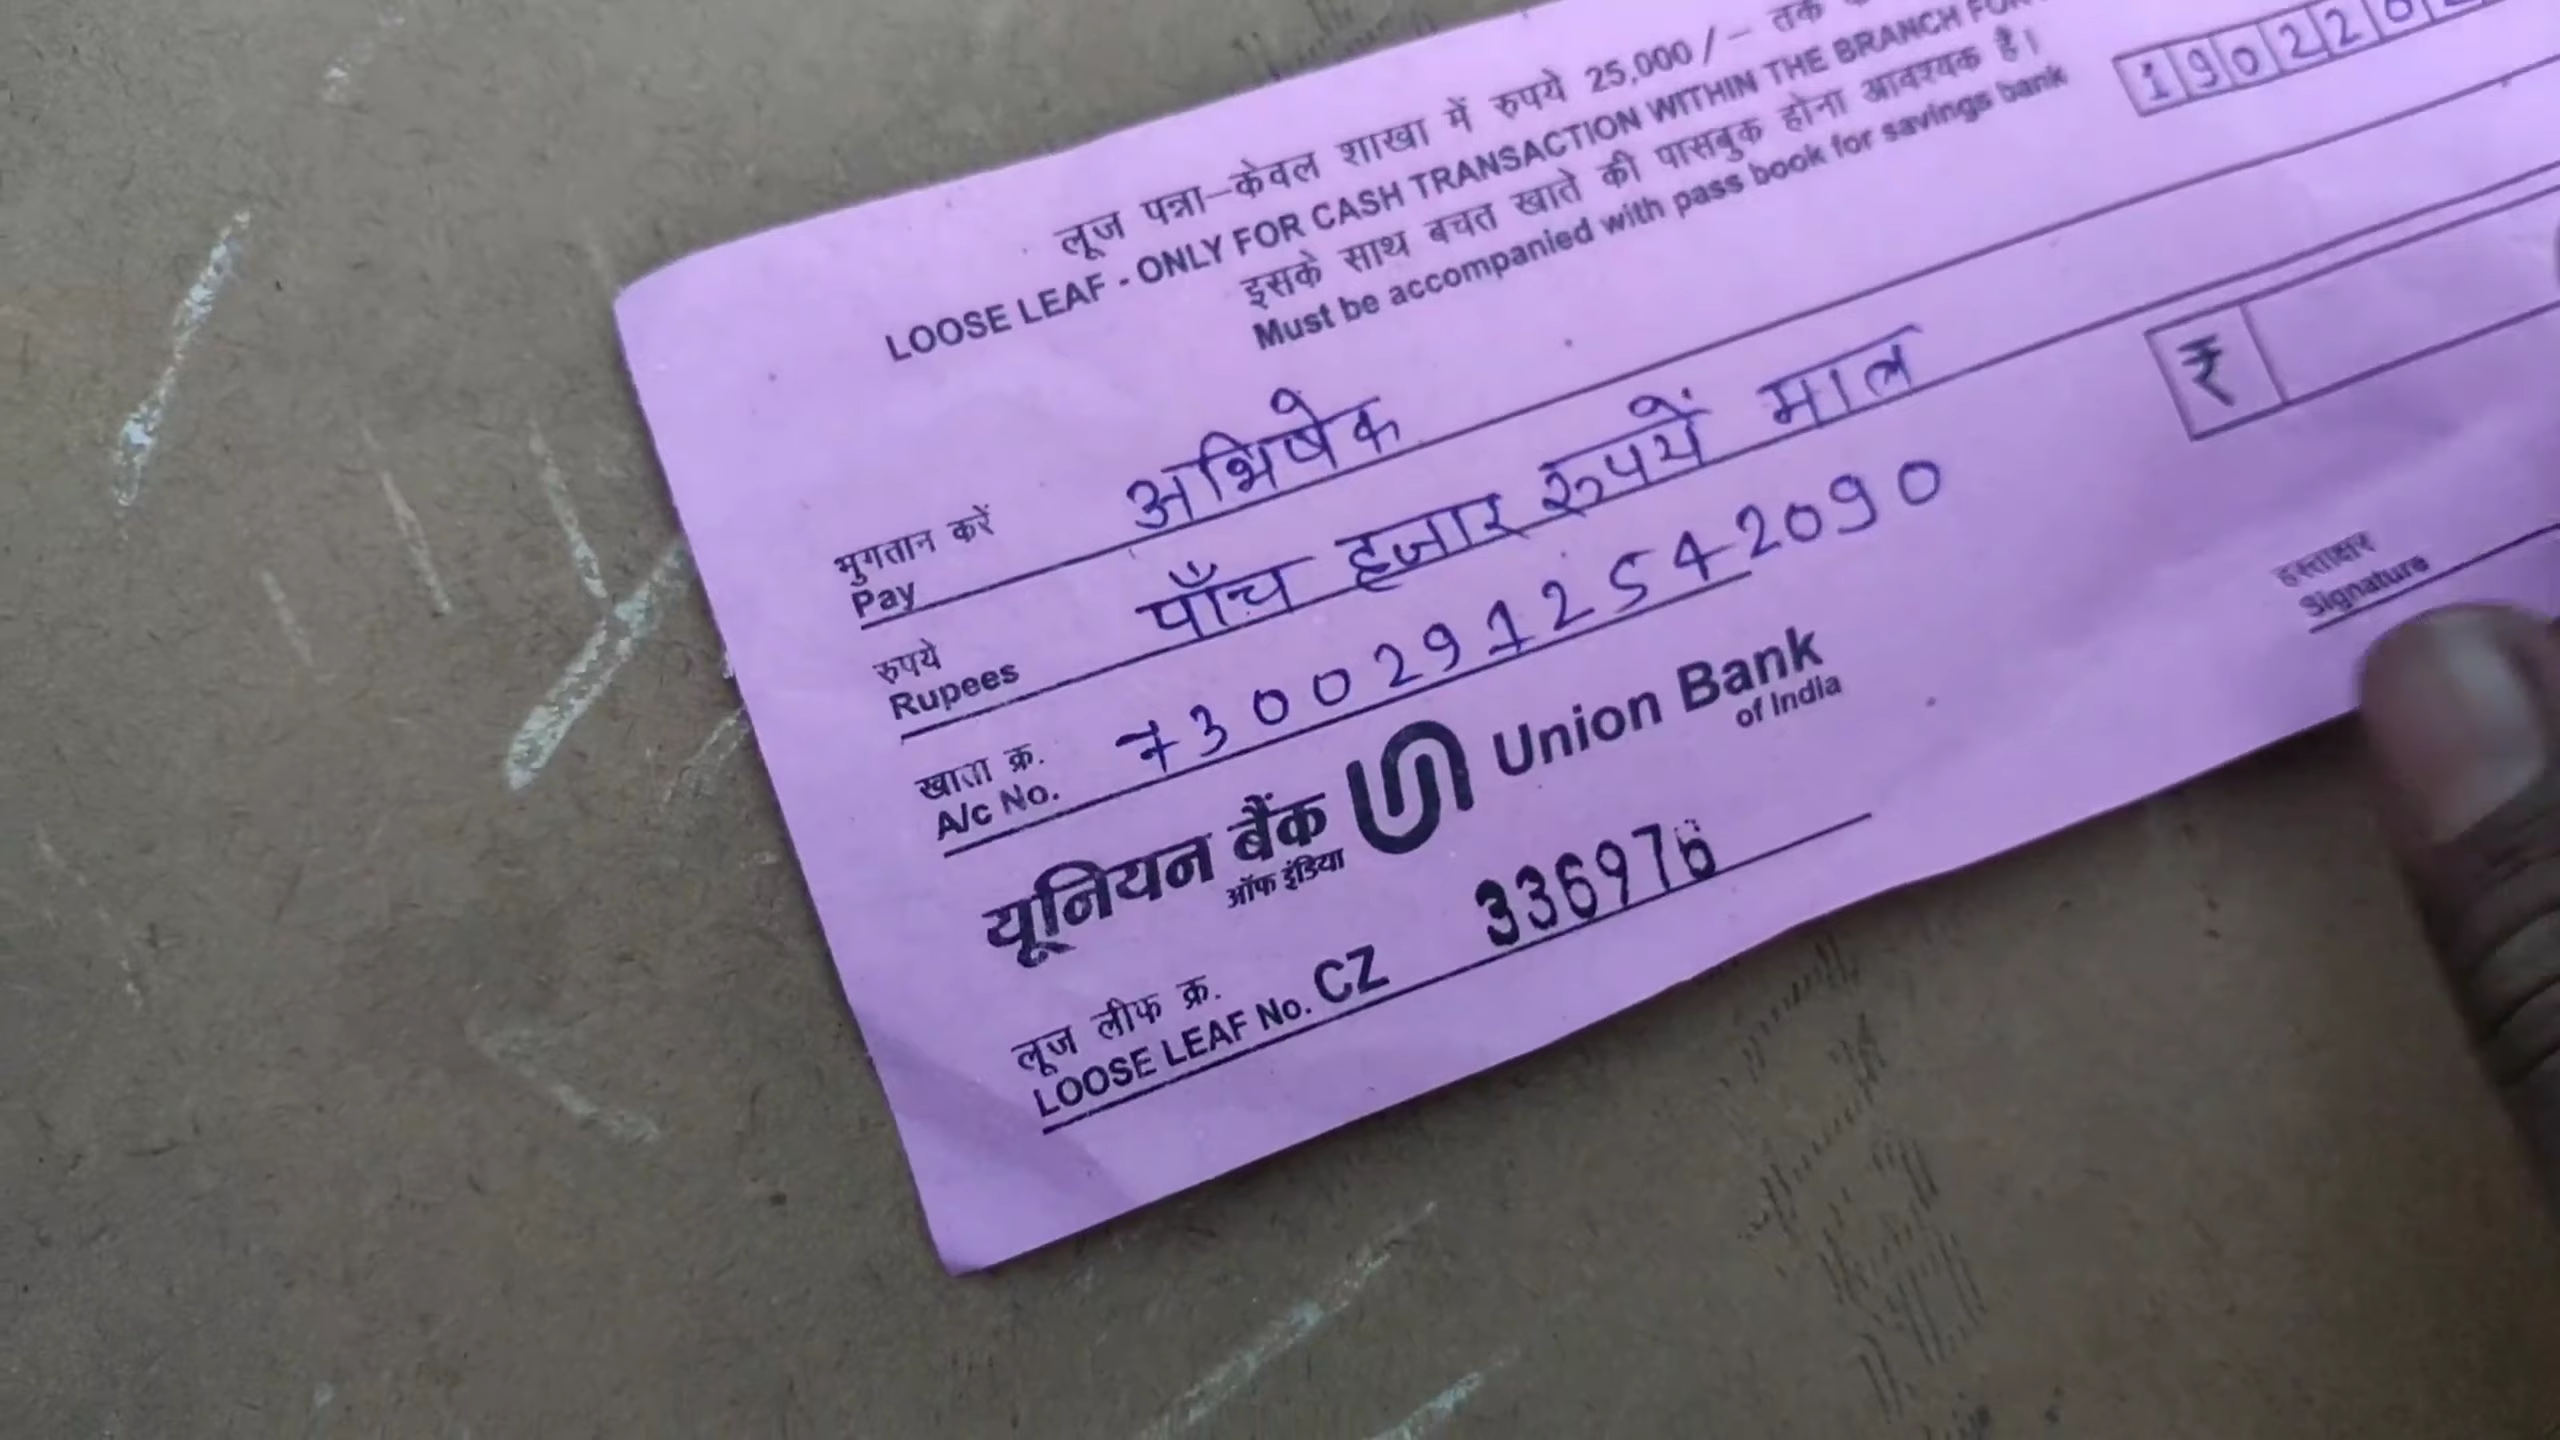 लूज पन्ना–केवल शाखा में रुपये 25,000/– तक
LOOSE LEAF - ONLY FOR CASH TRANSACTION WITHIN THE BRANCH
इसके साथ बचत खाते की पासबुक होना आवश्यक है।
Must be accompanied with pass book for savings bank
190220
भुगतान करें
Pay अभिषेक
रुपये
Rupees पाँच हजार रूपयें मात्र
₹
खाता क्र.
A/c No. 73002912542090
हस्ताक्षर
Signature
यूनियन बैंक Union Bank
ऑफ इंडिया of India
लूज लीफ क्र.
LOOSE LEAF No. CZ 336976